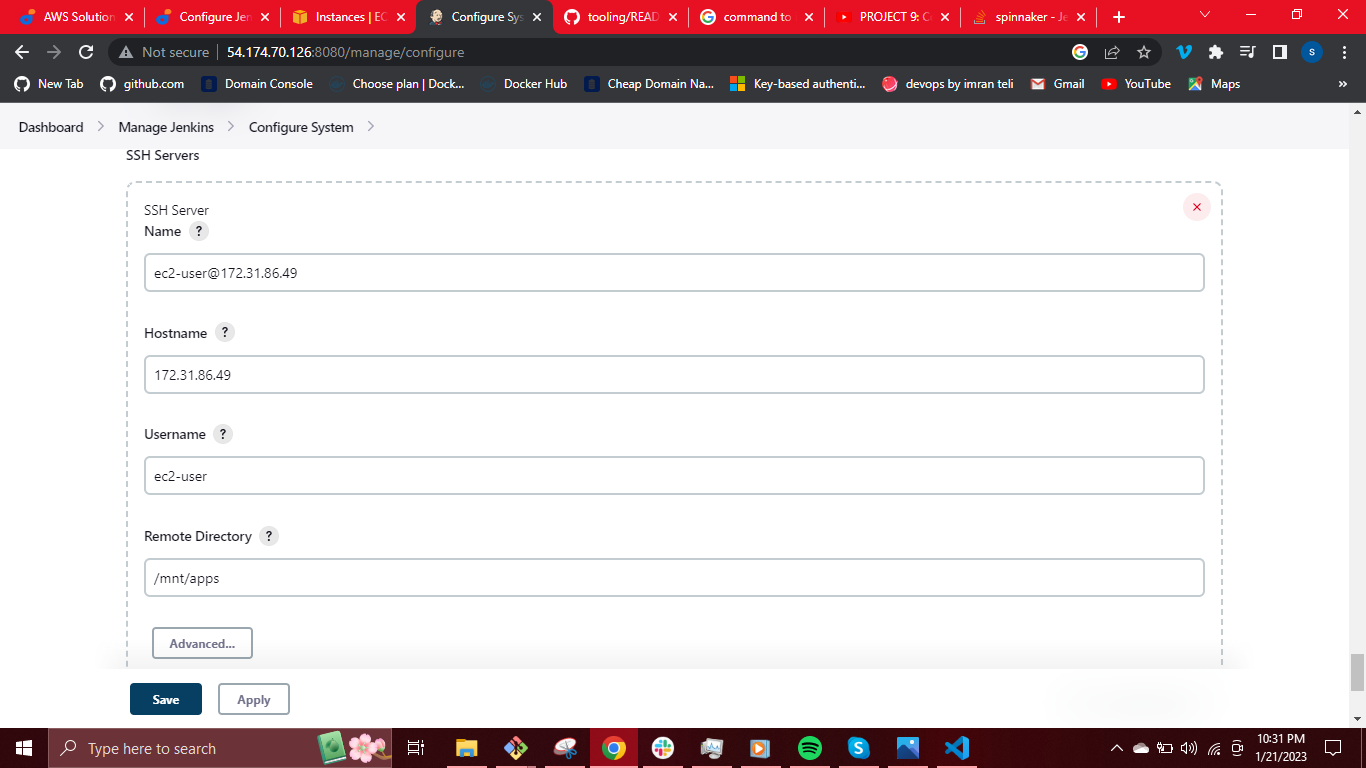 AWS Solution
Configure Jen
Instances | EC
Configure Sys
tooling/READ
command to
PROJECT 9: C
spinnaker - Je
Not secure
54.174.70.126:8080/manage/configure
s
New Tab
github.com
Domain Console
Choose plan | Dock...
Docker Hub
Cheap Domain Na...
Key-based authenti...
devops by imran teli
Gmail
YouTube
Maps
»
Dashboard
Manage Jenkins
Configure System
SSH Servers
SSH Server
Name ?
ec2-user@172.31.86.49
Hostname ?
172.31.86.49
Username ?
ec2-user
Remote Directory ?
/mnt/apps
Advanced...
Save
Apply
Type here to search
10:31 PM
1/21/2023